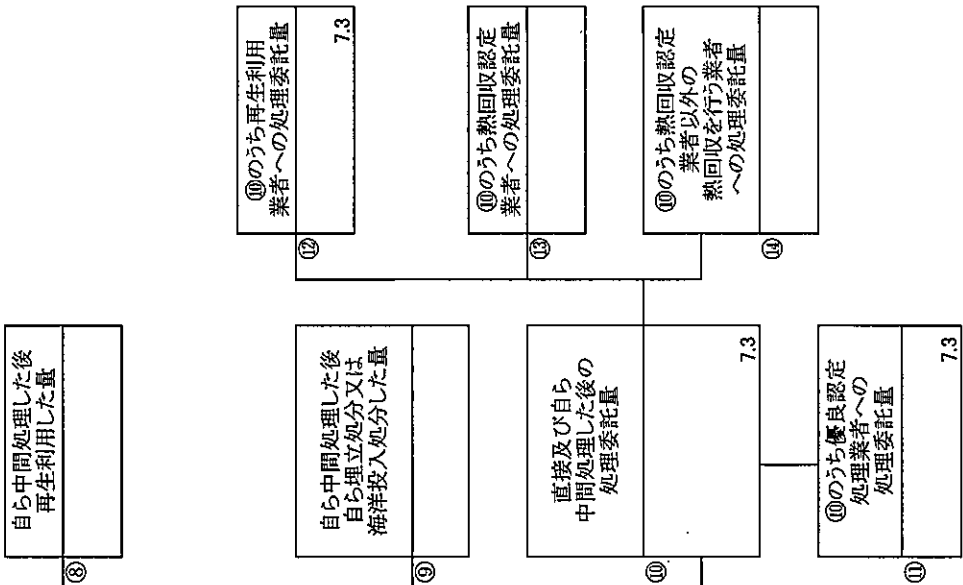 ⑧
自ら中間処理した後
再生利用した量
⑨
自ら中間処理した後
自ら埋立処分又は
海洋投入処分した量
⑩
直接及び自ら
中間処理した後の
処理委託量
7.3
⑪
⑩のうち優良認定
処理業者への
処理委託量
7.3
⑫
⑩のうち再生利用
業者への処理委託量
7.3
⑬
⑩のうち熱回収認定
業者への処理委託量
⑭
⑩のうち熱回収認定
業者以外の
熱回収を行う業者
への処理委託量